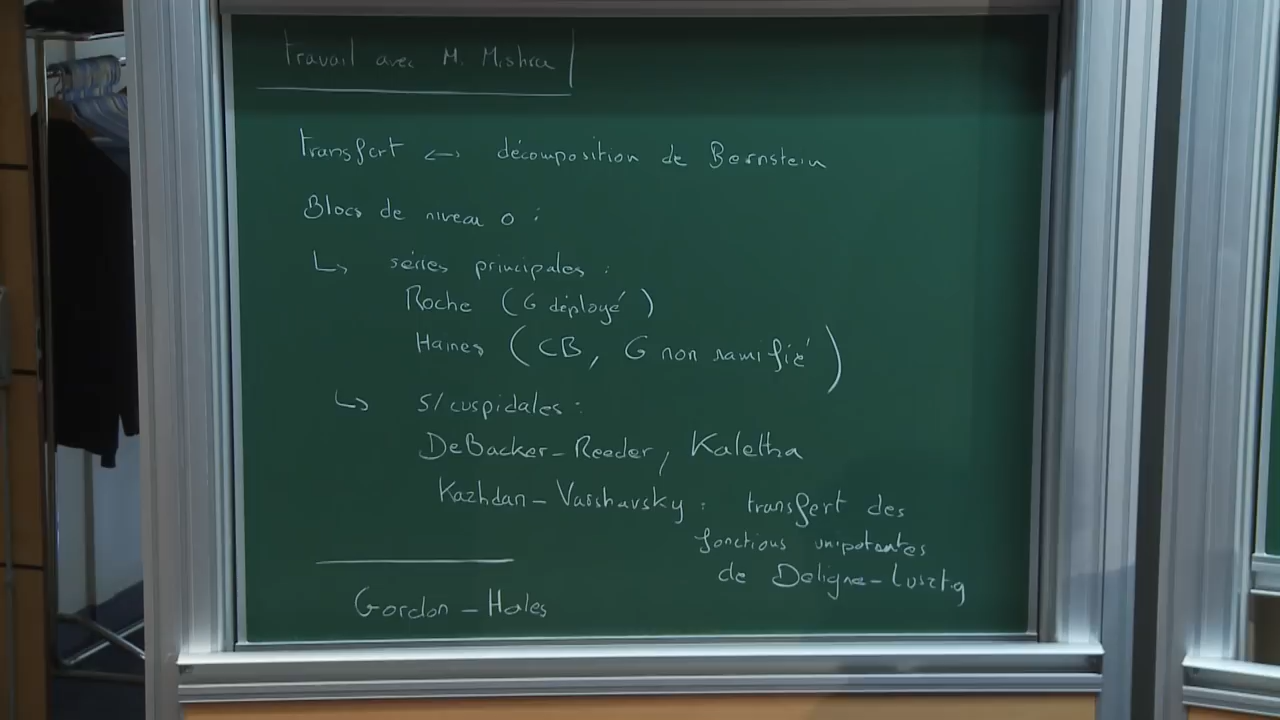 Travail avec M. Mishra
transfert ↔ décomposition de Bernstein
Blocs de niveau 0 :
↳ séries principales :
Roche (G déployé)
Haines (CB, G non ramifié)
↳ s/cuspidales :
DeBacker-Reeder, Kaletha
Kazhdan-Varshavsky : transfert des
fonctions unipotentes
de Deligne-Lusztig
Gordon-Hales